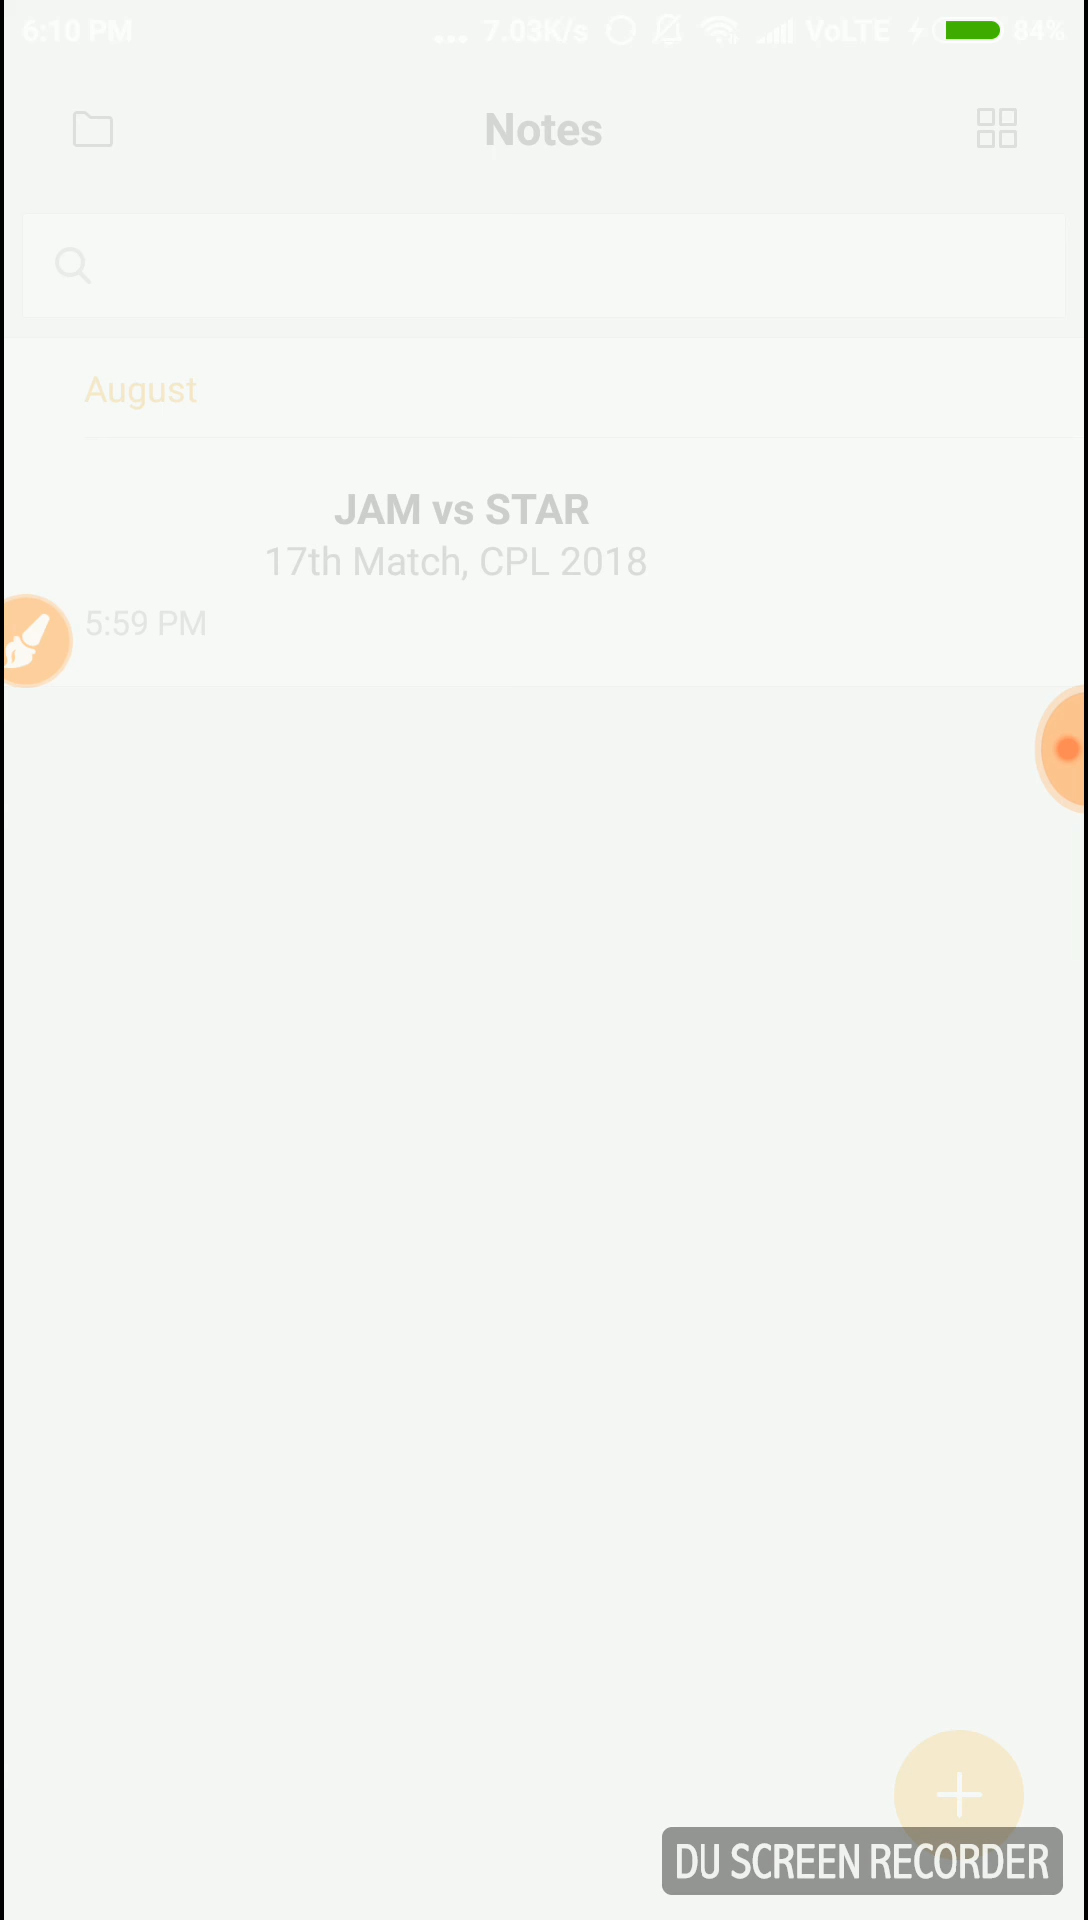 6:10 PM ... 7.03K/s VoLTE 84%
Notes
August
JAM vs STAR
17th Match, CPL 2018
5:59 PM
DU SCREEN RECORDER